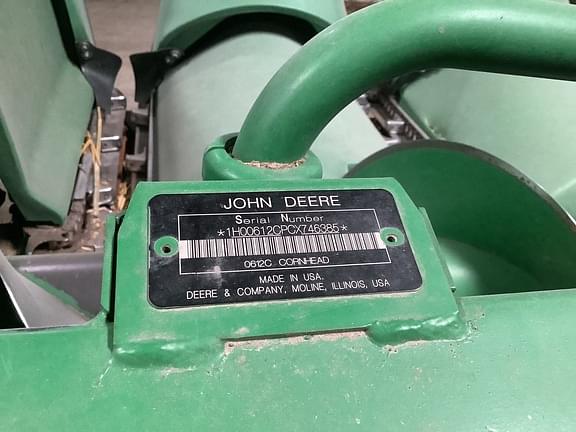 JOHN DEERE
Serial Number
*1H00612CPCX746385*
0612C CORNHEAD
MADE IN USA.
DEERE & COMPANY, MOLINE, ILLINOIS, USA